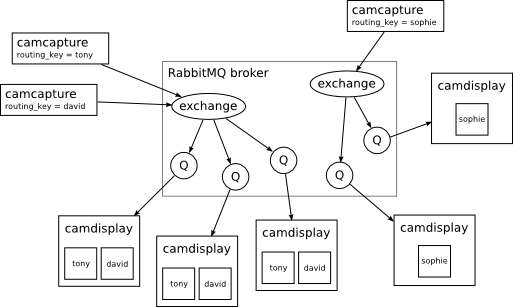 camcapture
routing_key = sophie
camcapture
routing_key = tony
RabbitMQ broker
camcapture
routing_key = david
exchange
exchange
camdisplay
sophie
Q
Q
Q
Q
Q
camdisplay
tony david
camdisplay
tony david
camdisplay
tony david
camdisplay
sophie